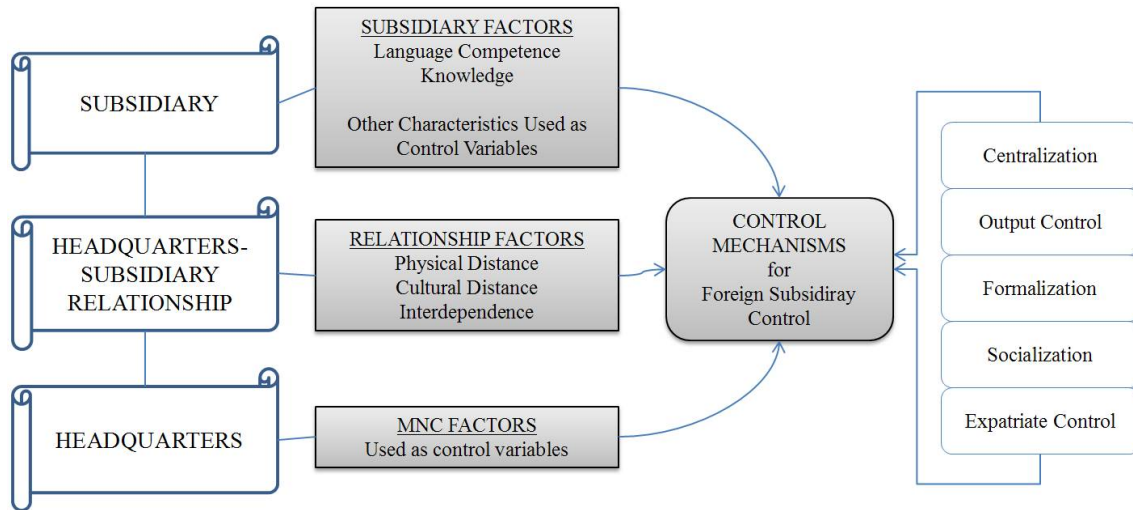 SUBSIDIARY
HEADQUARTERS-
SUBSIDIARY
RELATIONSHIP
HEADQUARTERS
SUBSIDIARY FACTORS
Language Competence
Knowledge
Other Characteristics Used as
Control Variables
RELATIONSHIP FACTORS
Physical Distance
Cultural Distance
Interdependence
MNC FACTORS
Used as control variables
CONTROL
MECHANISMS
for
Foreign Subsidiray
Control
Centralization
Output Control
Formalization
Socialization
Expatriate Control